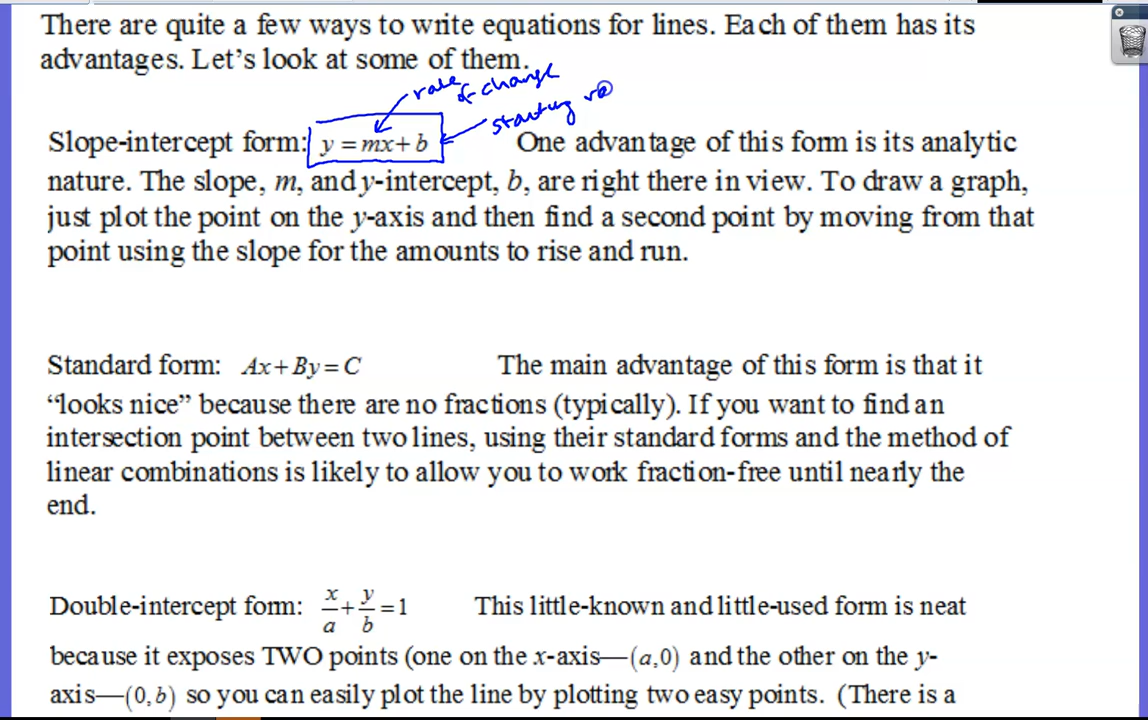 There are quite a few ways to write equations for lines. Each of them has its
advantages. Let's look at some of them.
rate of change
starting
Slope-intercept form: y = mx + b One advantage of this form is its analytic
nature. The slope, m, and y-intercept, b, are right there in view. To draw a graph,
just plot the point on the y-axis and then find a second point by moving from that
point using the slope for the amounts to rise and run.
Standard form: Ax + By = C The main advantage of this form is that it
“looks nice” because there are no fractions (typically). If you want to find an
intersection point between two lines, using their standard forms and the method of
linear combinations is likely to allow you to work fraction-free until nearly the
end.
Double-intercept form: x/a + y/b = 1 This little-known and little-used form is neat
because it exposes TWO points (one on the x-axis—(a,0) and the other on the y-
axis—(0,b) so you can easily plot the line by plotting two easy points. (There is a